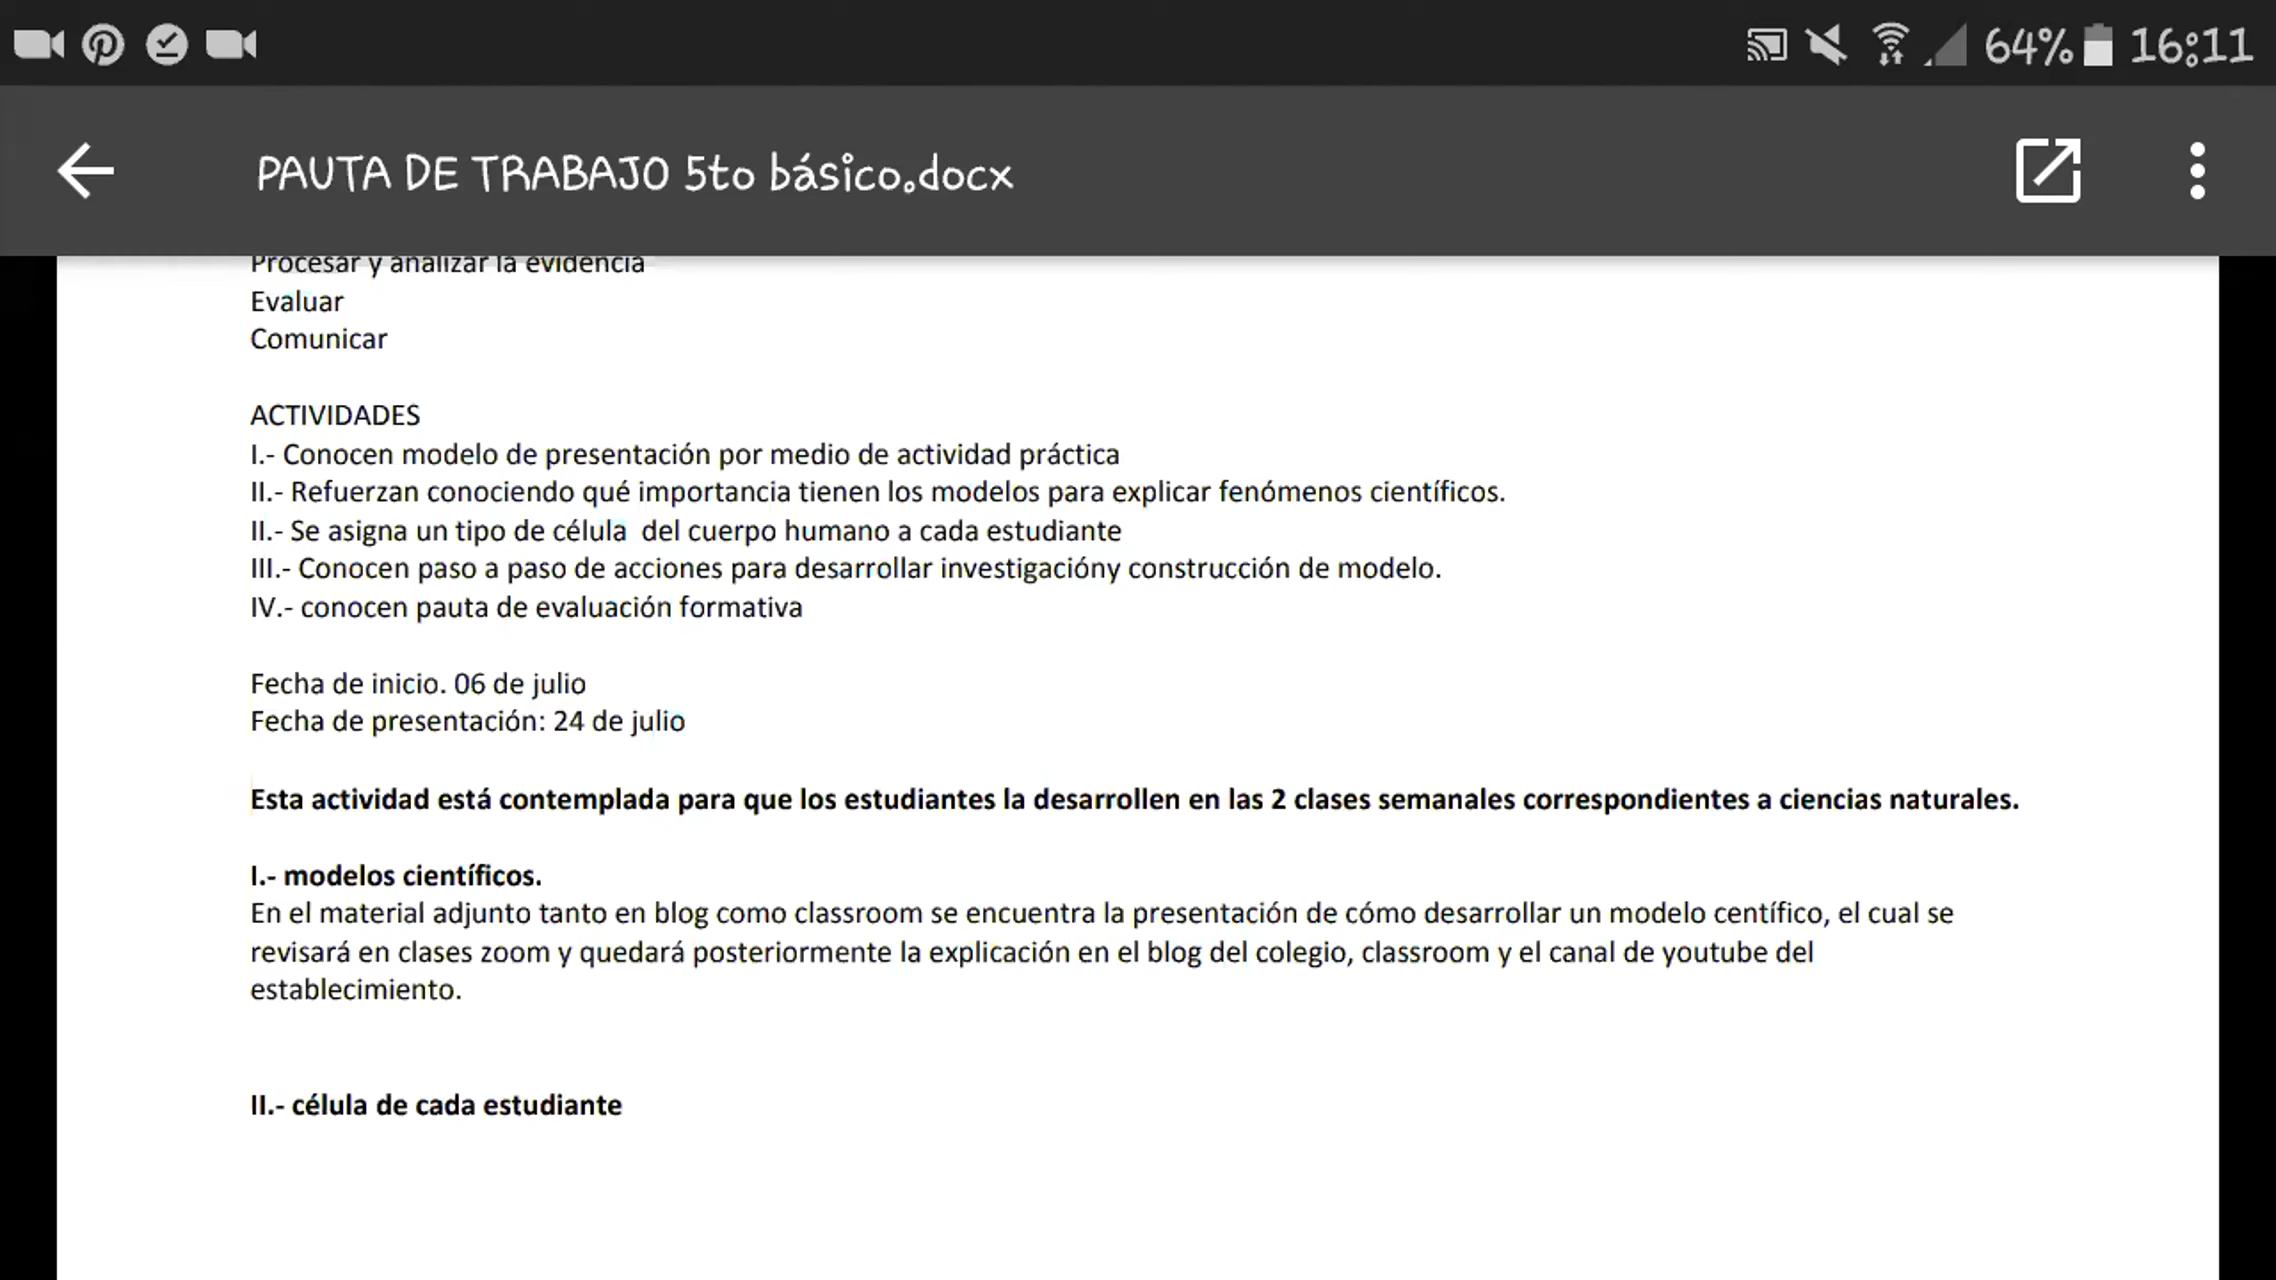 64% 16:11
PAUTA DE TRABAJO 5to básico.docx
Procesar y analizar la evidencia
Evaluar
Comunicar
ACTIVIDADES
I.- Conocen modelo de presentación por medio de actividad práctica
II.- Refuerzan conociendo qué importancia tienen los modelos para explicar fenómenos científicos.
II.- Se asigna un tipo de célula  del cuerpo humano a cada estudiante
III.- Conocen paso a paso de acciones para desarrollar investigacióny construcción de modelo.
IV.- conocen pauta de evaluación formativa
Fecha de inicio. 06 de julio
Fecha de presentación: 24 de julio
Esta actividad está contemplada para que los estudiantes la desarrollen en las 2 clases semanales correspondientes a ciencias naturales.
I.- modelos científicos.
En el material adjunto tanto en blog como classroom se encuentra la presentación de cómo desarrollar un modelo centífico, el cual se
revisará en clases zoom y quedará posteriormente la explicación en el blog del colegio, classroom y el canal de youtube del
establecimiento.
II.- célula de cada estudiante